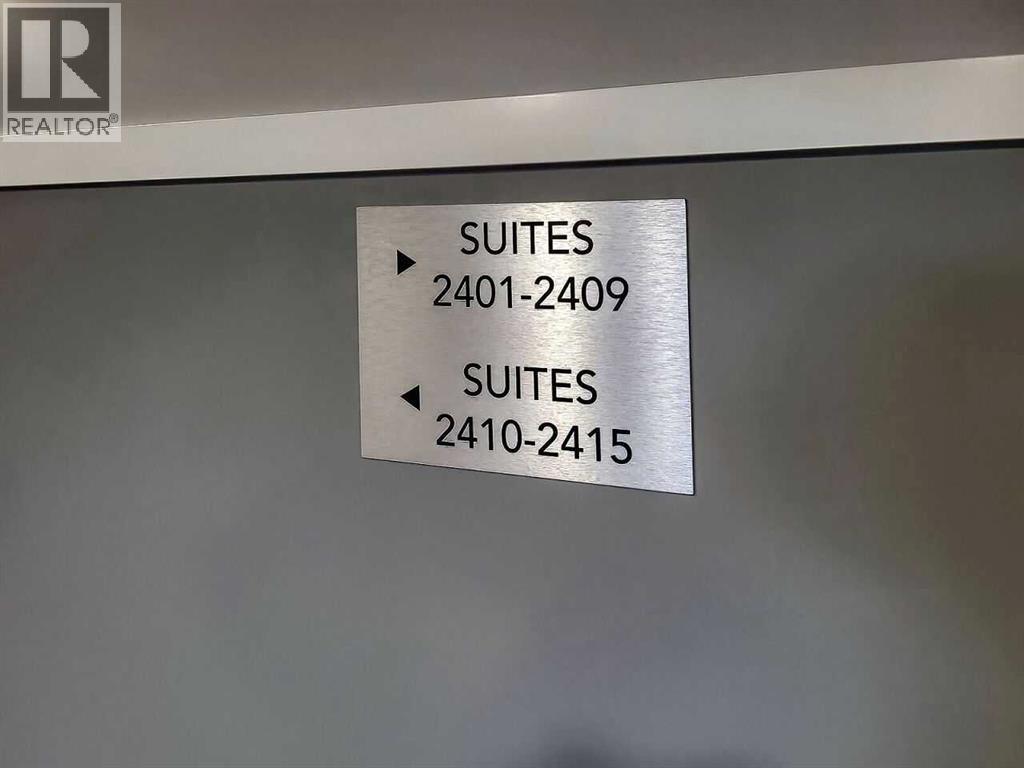 R
REALTOR®
SUITES
▶ 2401-2409
SUITES
◀ 2410-2415